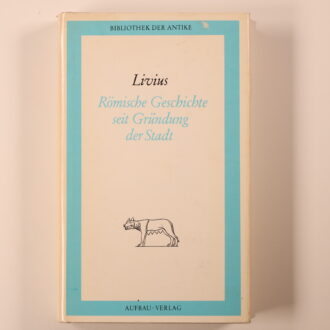 BIBLIOTHEK DER ANTIKE
Livius
Römische Geschichte
seit Gründung
der Stadt
AUFBAU-VERLAG